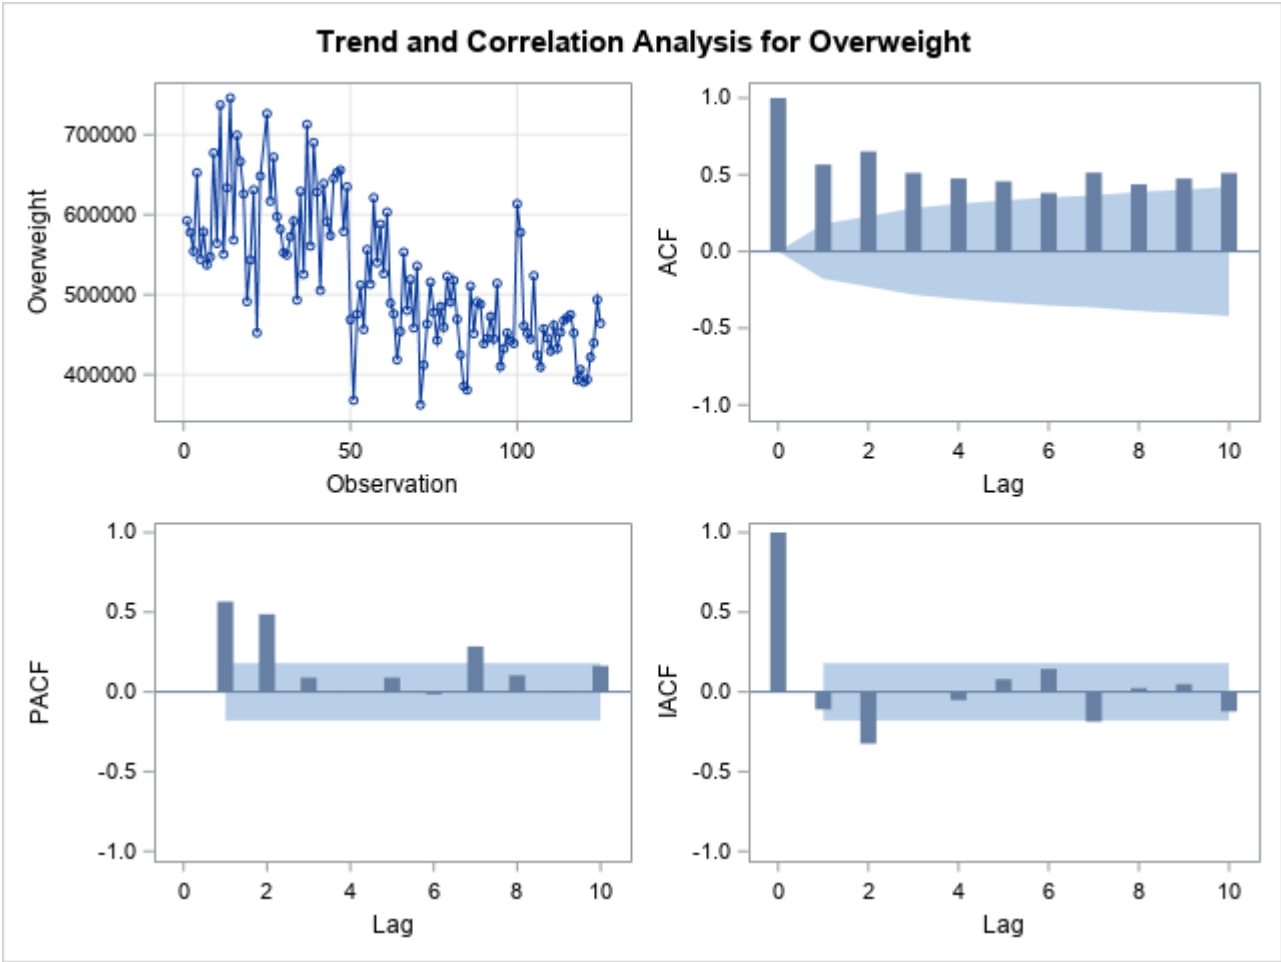 Trend and Correlation Analysis for Overweight
Overweight
700000
600000
500000
400000
0 50 100
Observation
ACF
1.0
0.5
0.0
-0.5
-1.0
0 2 4 6 8 10
Lag
PACF
1.0
0.5
0.0
-0.5
-1.0
0 2 4 6 8 10
Lag
IACF
1.0
0.5
0.0
-0.5
-1.0
0 2 4 6 8 10
Lag